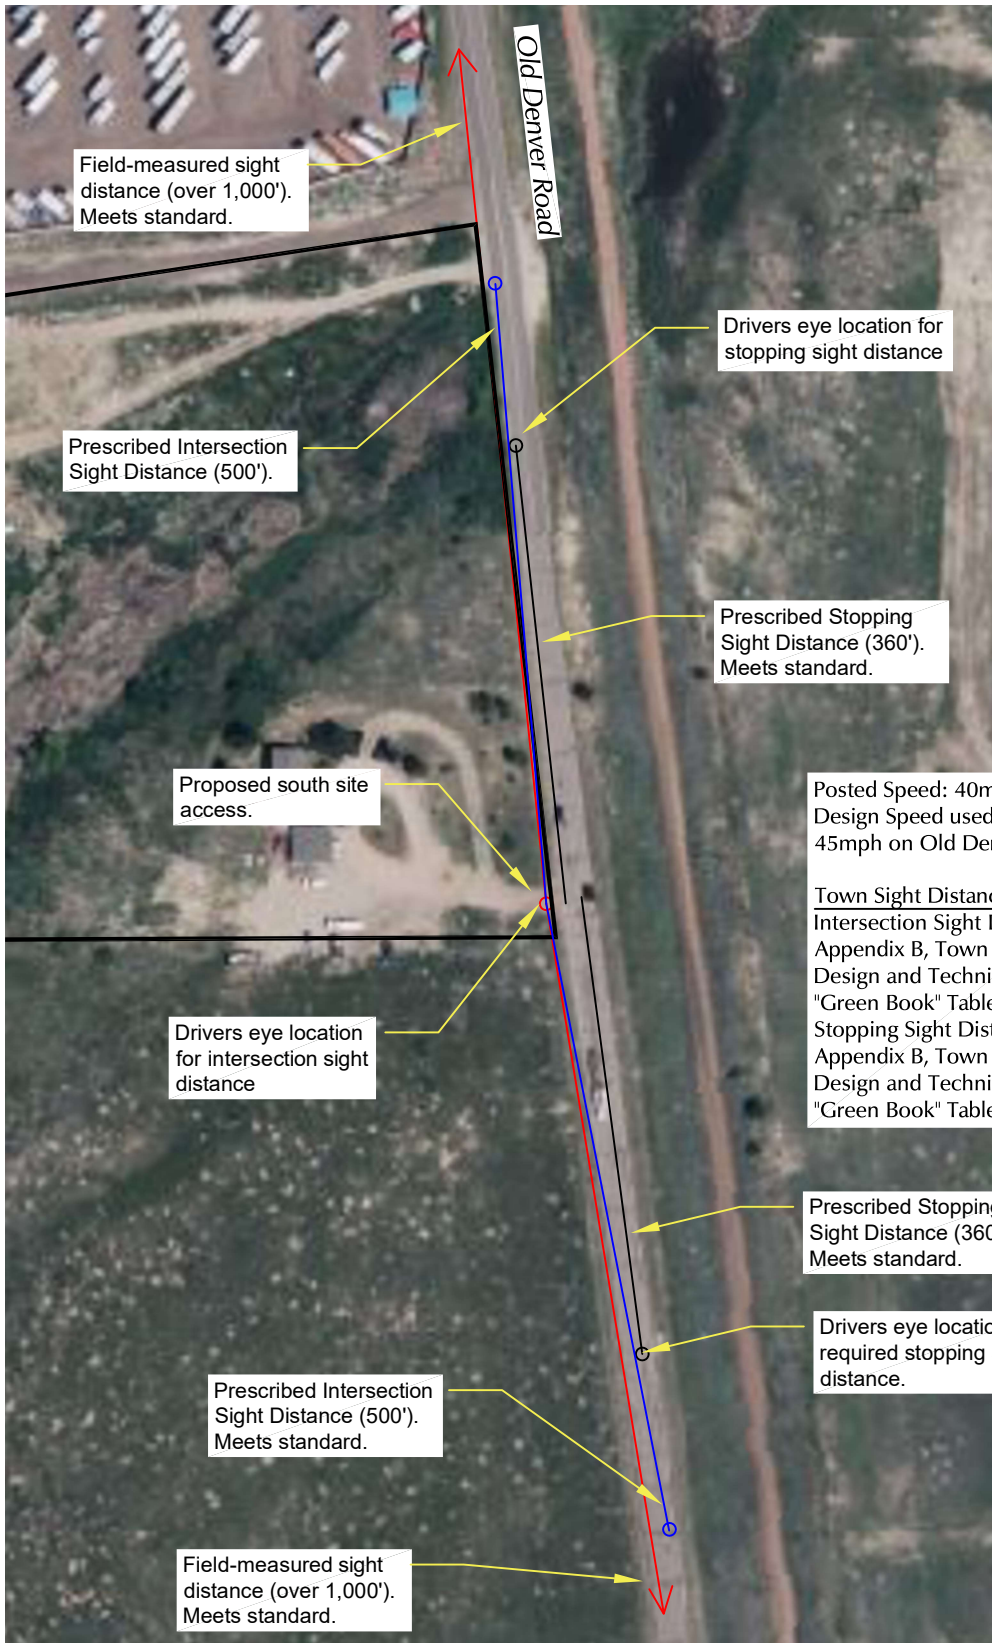 Old Denver Road
Field-measured sight
distance (over 1,000').
Meets standard.
Drivers eye location for
stopping sight distance
Prescribed Intersection
Sight Distance (500').
Prescribed Stopping
Sight Distance (360').
Meets standard.
Proposed south site
access.
Posted Speed: 40m
Design Speed used
45mph on Old De
Town Sight Distanc
Intersection Sight
Appendix B, Town
Design and Techni
"Green Book" Table
Stopping Sight Dist
Appendix B, Town
Design and Techni
"Green Book" Table
Drivers eye location
for intersection sight
distance
Prescribed Stopping
Sight Distance (360
Meets standard.
Drivers eye locatio
required stopping
distance.
Prescribed Intersection
Sight Distance (500').
Meets standard.
Field-measured sight
distance (over 1,000').
Meets standard.